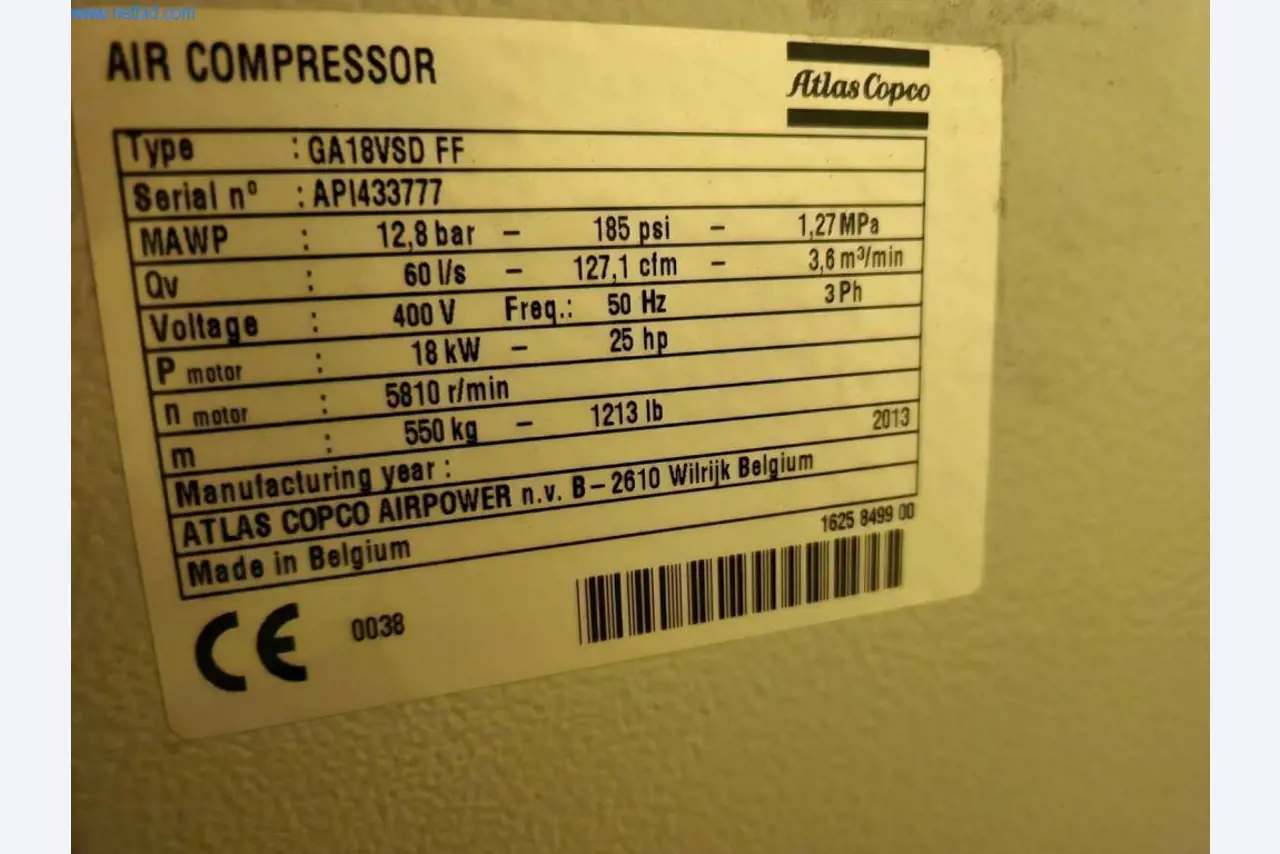 www.netbid.com
AIR COMPRESSOR
Atlas Copco
Type : GA18VSD FF
Serial nº : API433777
MAWP : 12,8 bar – 185 psi – 1,27 MPa
Qv : 60 l/s – 127,1 cfm – 3,6 m³/min
Voltage : 400 V Freq.: 50 Hz 3 Ph
P motor : 18 kW – 25 hp
n motor : 5810 r/min
m : 550 kg – 1213 lb
Manufacturing year : 2013
ATLAS COPCO AIRPOWER n.v. B – 2610 Wilrijk Belgium
Made in Belgium
1625 8499 00
CE 0038